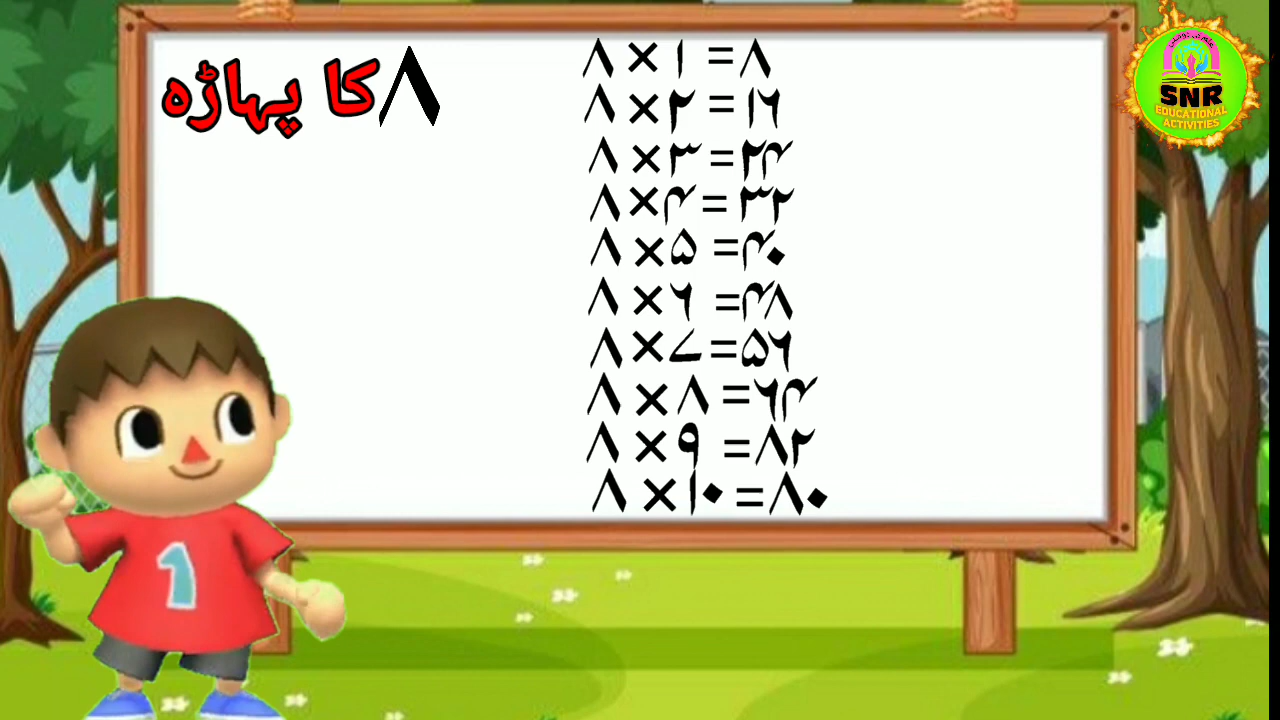 ۸ کا پہاڑہ
۸ × ۱ = ۸
۸ × ۲ = ۱۶
۸ × ۳ = ۲۴
۸ × ۴ = ۳۲
۸ × ۵ = ۴۰
۸ × ۶ = ۴۸
۸ × ۷ = ۵۶
۸ × ۸ = ۶۴
۸ × ۹ = ۸۲
۸ × ۱۰ = ۸۰
SNR
EDUCATIONAL
ACTIVITIES
1